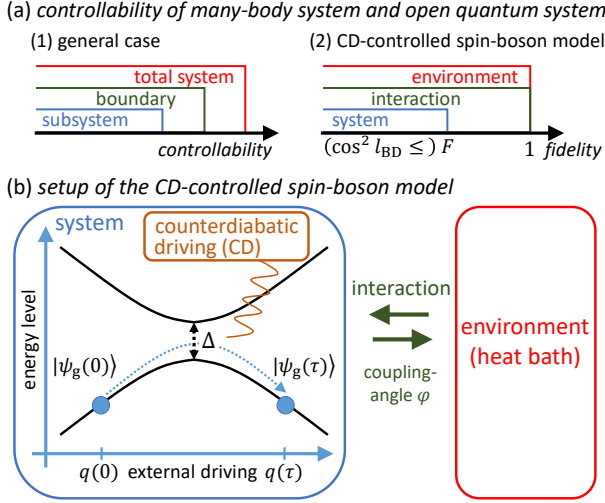 (a) controllability of many-body system and open quantum system
(1) general case
total system
boundary
subsystem
controllability
(2) CD-controlled spin-boson model
environment
interaction
system
(cos² l_BD ≤) F
1 fidelity
(b) setup of the CD-controlled spin-boson model
system
counterdiabatic
driving (CD)
energy level
Δ
|ψ_g(0)⟩
|ψ_g(τ)⟩
q(0) external driving q(τ)
interaction
coupling-
angle φ
environment
(heat bath)